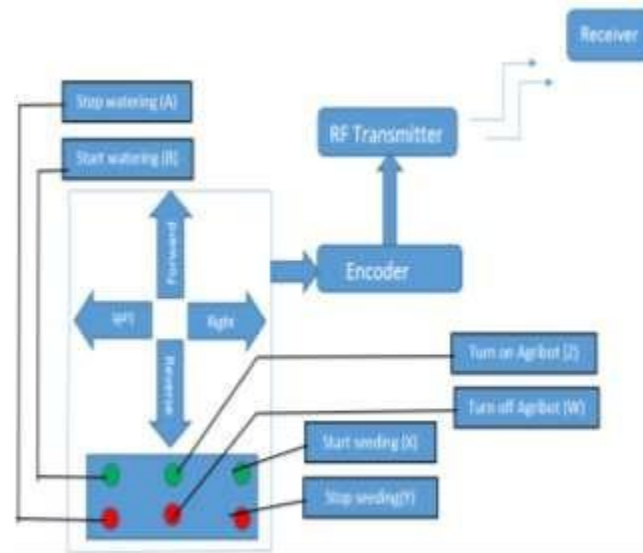 Receiver
Stop watering (A)
RF Transmitter
Start watering (B)
Forward
Encoder
Left
Right
Reverse
Turn on Agribot (Z)
Turn off Agribot (W)
Start seeding (X)
Stop seeding(Y)